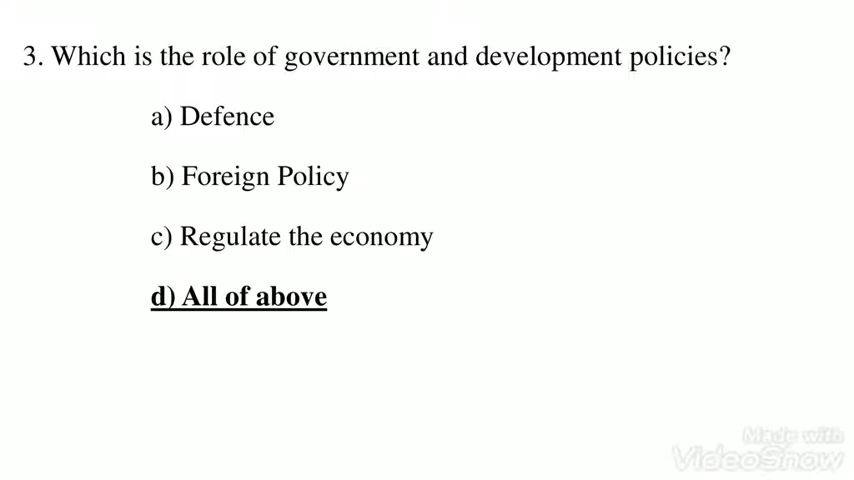 3. Which is the role of government and development policies?
a) Defence
b) Foreign Policy
c) Regulate the economy
d) All of above
Made with
VideoShow